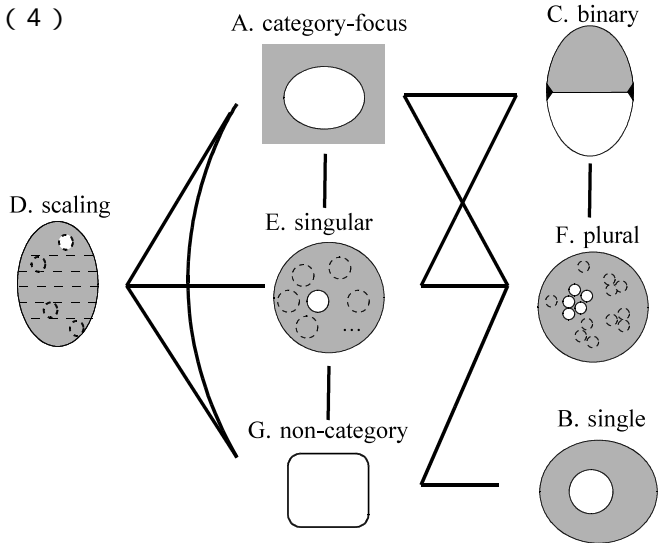 ( 4 )
A. category-focus
C. binary
D. scaling
E. singular
F. plural
...
G. non-category
B. single